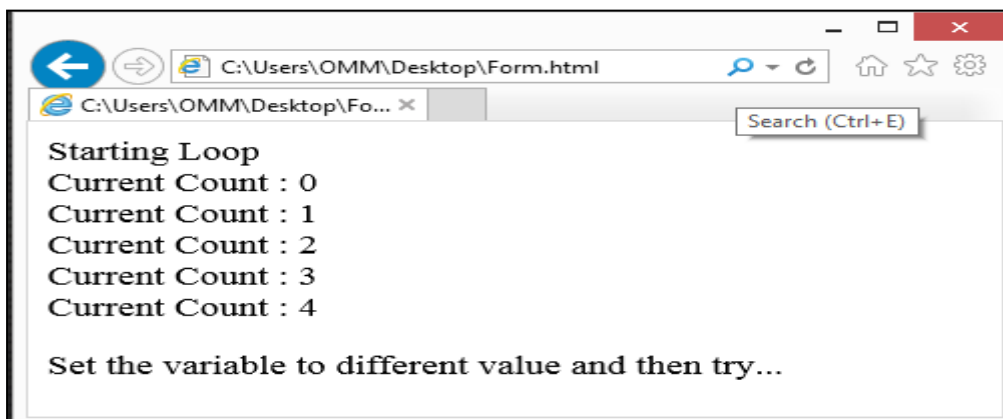 C:\Users\OMM\Desktop\Form.html
C:\Users\OMM\Desktop\Fo...
Search (Ctrl+E)
Starting Loop
Current Count : 0
Current Count : 1
Current Count : 2
Current Count : 3
Current Count : 4
Set the variable to different value and then try...